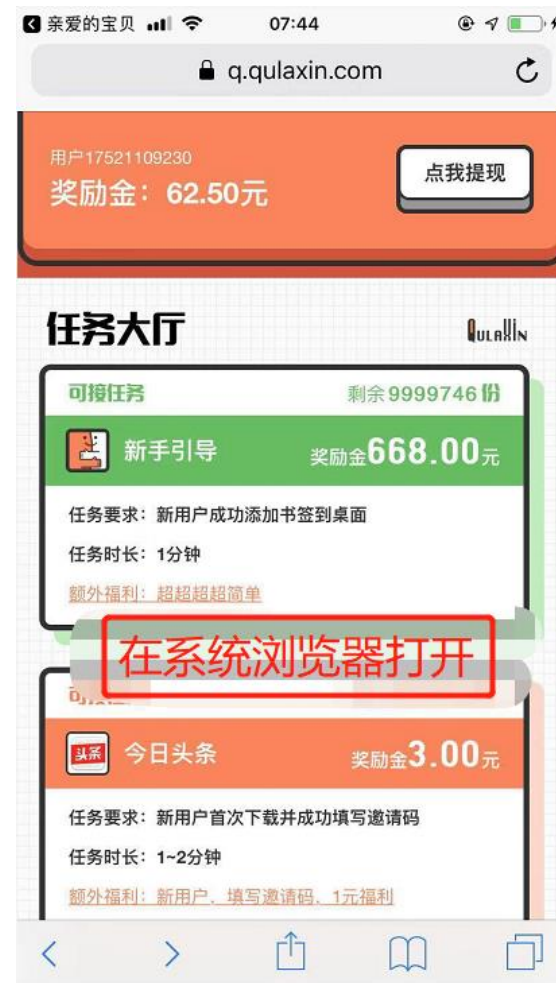 亲爱的宝贝 07:44
q.qulaxin.com
用户17521109230
奖励金：62.50元
点我提现
任务大厅
QULAXIN
可接任务 剩余9999746份
新手引导 奖励金668.00元
任务要求：新用户成功添加书签到桌面
任务时长：1分钟
额外福利：超超超超简单
在系统浏览器打开
头条 今日头条 奖励金3.00元
任务要求：新用户首次下载并成功填写邀请码
任务时长：1~2分钟
额外福利：新用户、填写邀请码、1元福利